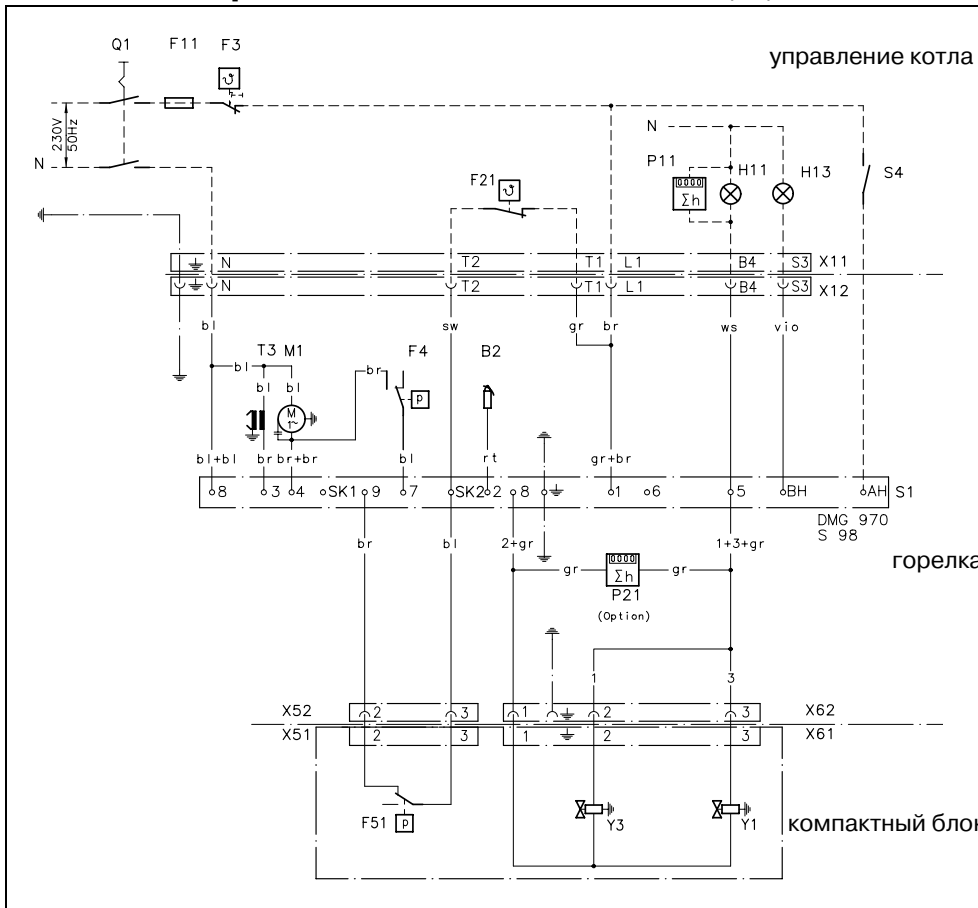 Q1 F11 F3
управление котла
230V
50Hz
N
N
P11 H11 H13 S4
0000
Σh
F21
ϑ
ϑ
N T2 T1 L1 B4 S3 X11
N T2 T1 L1 B4 S3 X12
bl sw gr br ws vio
T3 M1 F4 B2
bl br
bl bl
M
1~
P
bl+bl br br+br bl rt gr+br
8 3 4 SK1 9 7 SK2 2 8 1 6 5 BH AH S1
DMG 970
S 98
br bl 2+gr 1+3+gr
горелка
gr 0000 gr
Σh
P21
(Option)
1 3
X52 2 3 1 2 3 X62
X51 2 3 1 2 3 X61
F51 P Y3 Y1
компактный блок